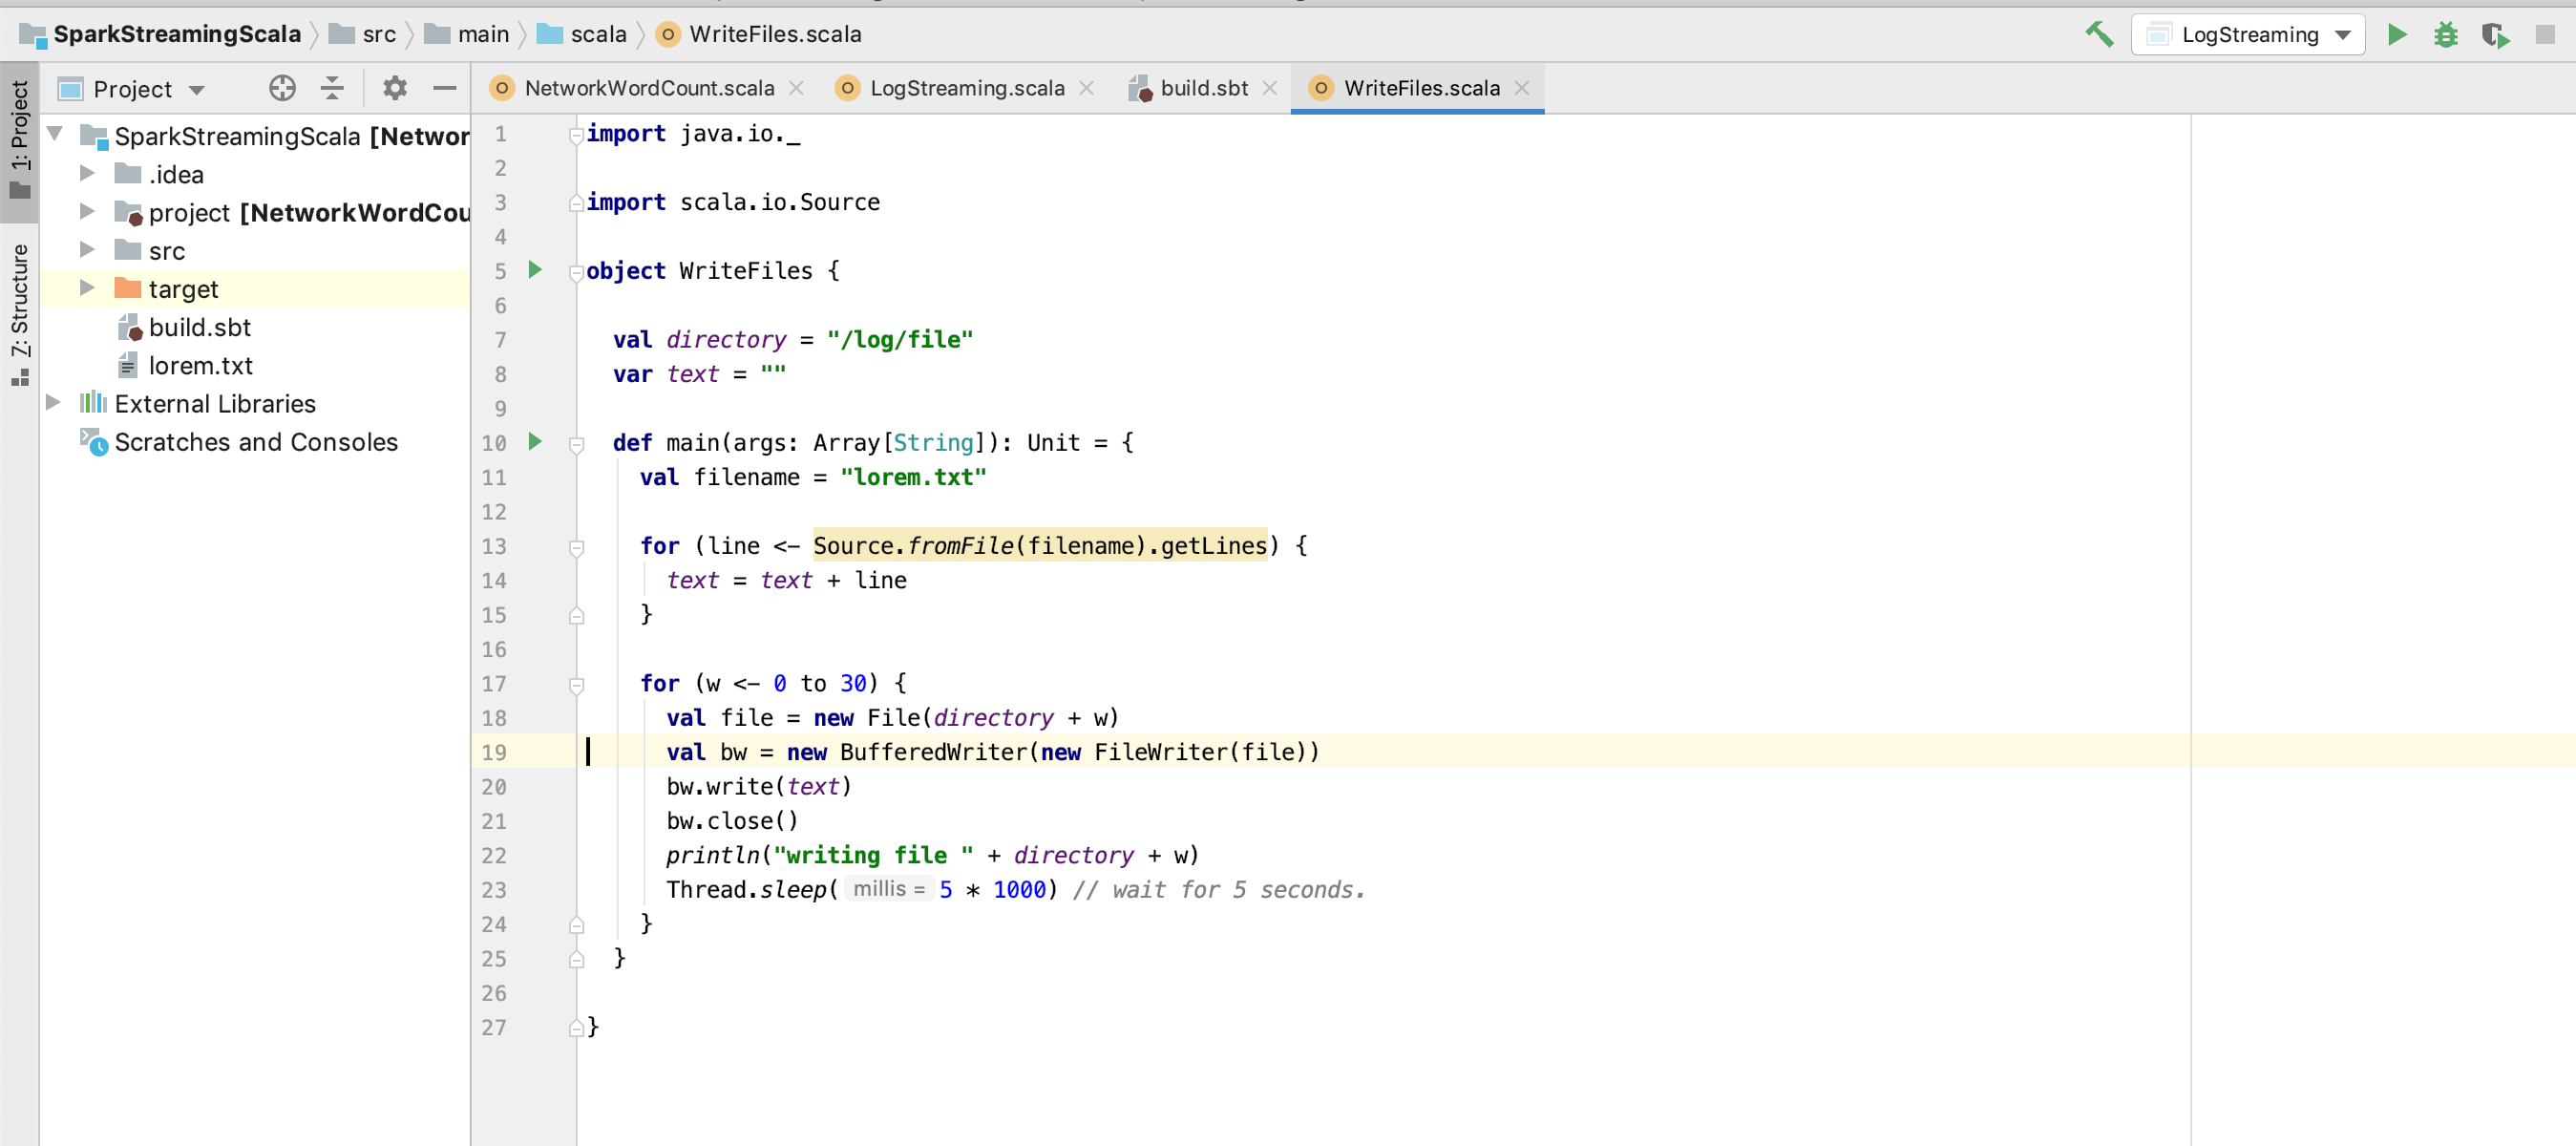 SparkStreamingScala src main scala WriteFiles.scala LogStreaming
1: Project
Z: Structure
Project
NetworkWordCount.scala LogStreaming.scala build.sbt WriteFiles.scala
SparkStreamingScala [Networ
.idea
project [NetworkWordCou
src
target
build.sbt
lorem.txt
External Libraries
Scratches and Consoles
1 import java.io._
2
3 import scala.io.Source
4
5 object WriteFiles {
6
7 val directory = "/log/file"
8 var text = ""
9
10 def main(args: Array[String]): Unit = {
11 val filename = "lorem.txt"
12
13 for (line <- Source.fromFile(filename).getLines) {
14 text = text + line
15 }
16
17 for (w <- 0 to 30) {
18 val file = new File(directory + w)
19 val bw = new BufferedWriter(new FileWriter(file))
20 bw.write(text)
21 bw.close()
22 println("writing file " + directory + w)
23 Thread.sleep( millis = 5 * 1000) // wait for 5 seconds.
24 }
25 }
26
27 }